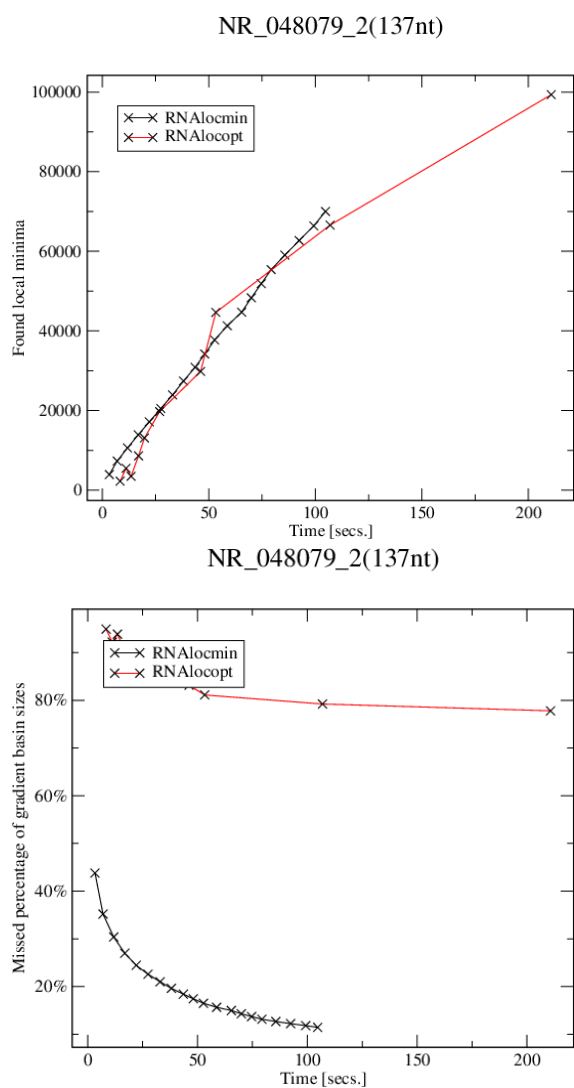 NR_048079_2(137nt)
100000
80000
60000
40000
20000
0
Found local minima
RNAlocmin
RNAlocopt
0 50 100 150 200
Time [secs.]
NR_048079_2(137nt)
80%
60%
40%
20%
Missed percentage of gradient basin sizes
RNAlocmin
RNAlocopt
0 50 100 150 200
Time [secs.]